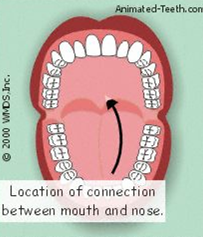 Animated-Teeth.com
© 2000 WMDS,Inc.
Location of connection
between mouth and nose.